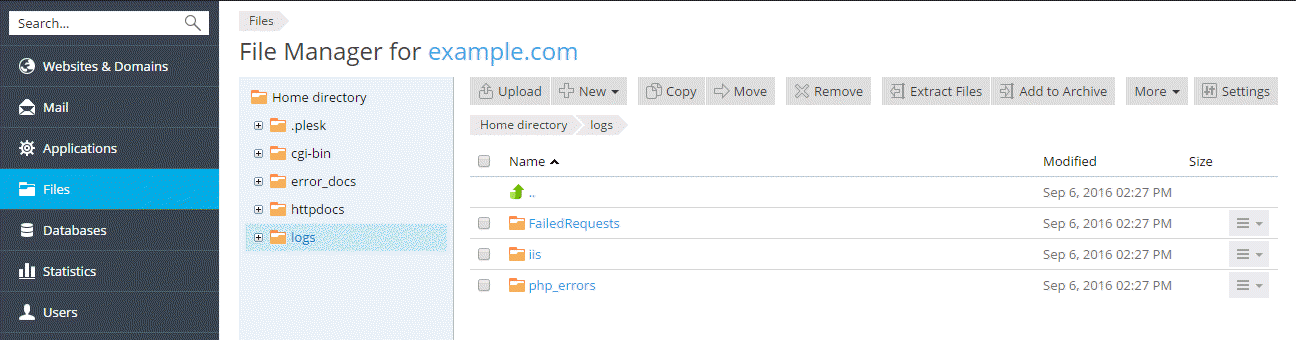 Search...
Websites & Domains
Mail
Applications
Files
Databases
Statistics
Users
Files
File Manager for example.com
Home directory
.plesk
cgi-bin
error_docs
httpdocs
logs
Upload New Copy Move Remove Extract Files Add to Archive More Settings
Home directory logs
Name Modified Size
.. Sep 6, 2016 02:27 PM
FailedRequests Sep 6, 2016 02:27 PM
iis Sep 6, 2016 02:27 PM
php_errors Sep 6, 2016 02:27 PM